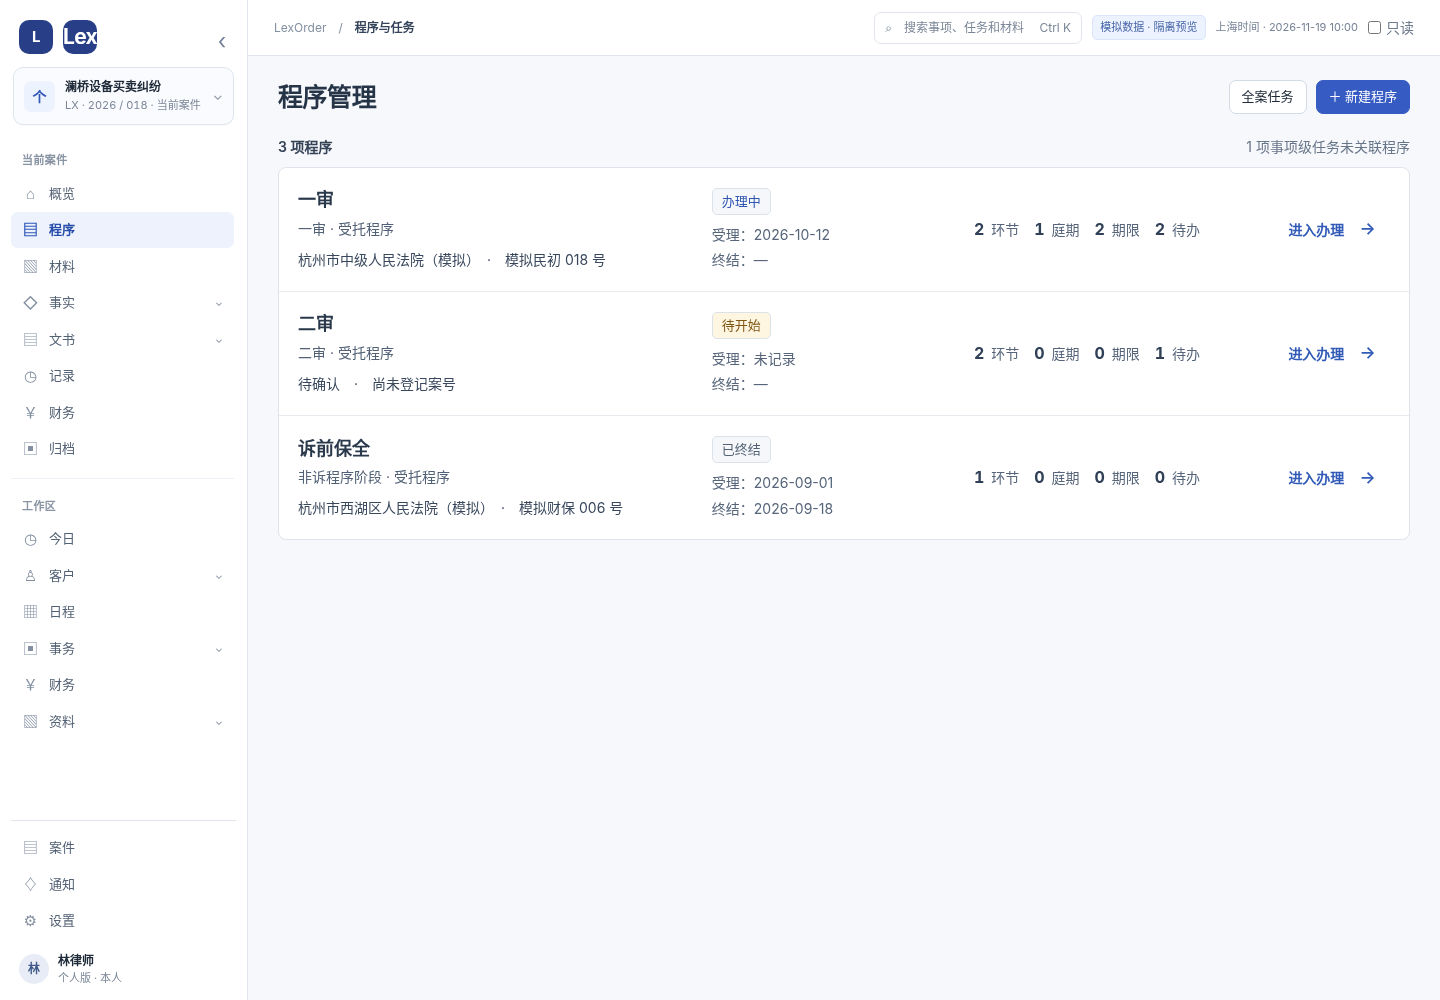 L Lex
澜桥设备买卖纠纷
个
LX · 2026 / 018 · 当前案件
当前案件
概览
程序
材料
事实
文书
记录
¥ 财务
归档
工作区
今日
客户
日程
事务
¥ 财务
资料
案件
通知
设置
林
林律师
个人版 · 本人
LexOrder / 程序与任务
搜索事项、任务和材料 Ctrl K
模拟数据 · 隔离预览
上海时间 · 2026-11-19 10:00
只读
程序管理
全案任务
+ 新建程序
3 项程序
1 项事项级任务未关联程序
一审
一审 · 受托程序
杭州市中级人民法院（模拟） · 模拟民初 018 号
办理中
受理：2026-10-12
终结：—
2 环节 1 庭期 2 期限 2 待办
进入办理 →
二审
二审 · 受托程序
待确认 · 尚未登记案号
待开始
受理：未记录
终结：—
2 环节 0 庭期 0 期限 1 待办
进入办理 →
诉前保全
非诉程序阶段 · 受托程序
杭州市西湖区人民法院（模拟） · 模拟财保 006 号
已终结
受理：2026-09-01
终结：2026-09-18
1 环节 0 庭期 0 期限 0 待办
进入办理 →